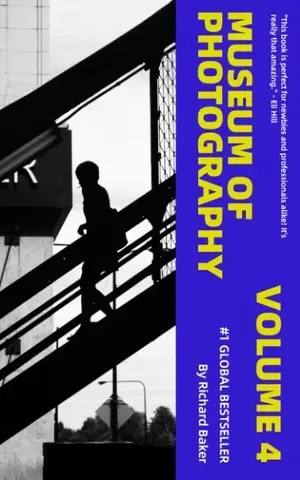 "This book is perfect for newbies and professionals alike! It's
really that amazing." - Eli Hill
MUSEUM OF
PHOTOGRAPHY
VOLUME 4
#1 GLOBAL BESTSELLER
By Richard Baker